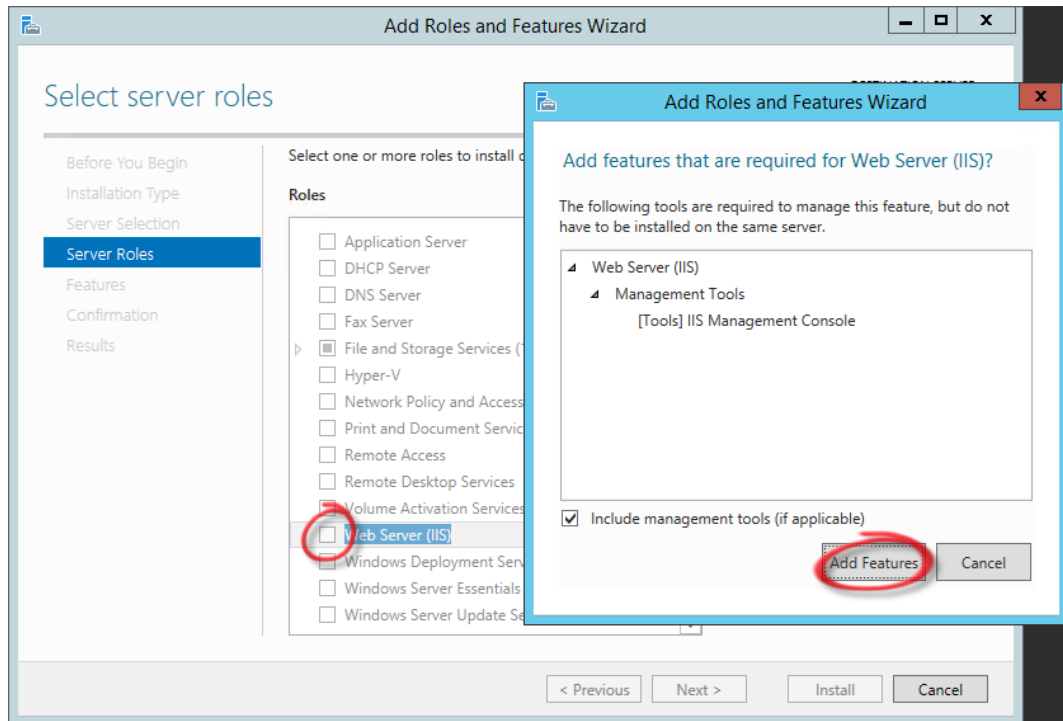 Add Roles and Features Wizard
Select server roles
Before You Begin
Installation Type
Server Selection
Server Roles
Features
Confirmation
Results
Select one or more roles to install
Roles
Application Server
DHCP Server
DNS Server
Fax Server
File and Storage Services (
Hyper-V
Network Policy and Access
Print and Document
Remote Access
Remote Desktop Services
Volume Activation Services
Web Server (IIS)
Windows Deployment
Windows Server Essentials
Windows Server Update
< Previous
Next >
Install
Cancel
Add Roles and Features Wizard
Add features that are required for Web Server (IIS)?
The following tools are required to manage this feature, but do not
have to be installed on the same server.
Web Server (IIS)
Management Tools
[Tools] IIS Management Console
Include management tools (if applicable)
Add Features
Cancel